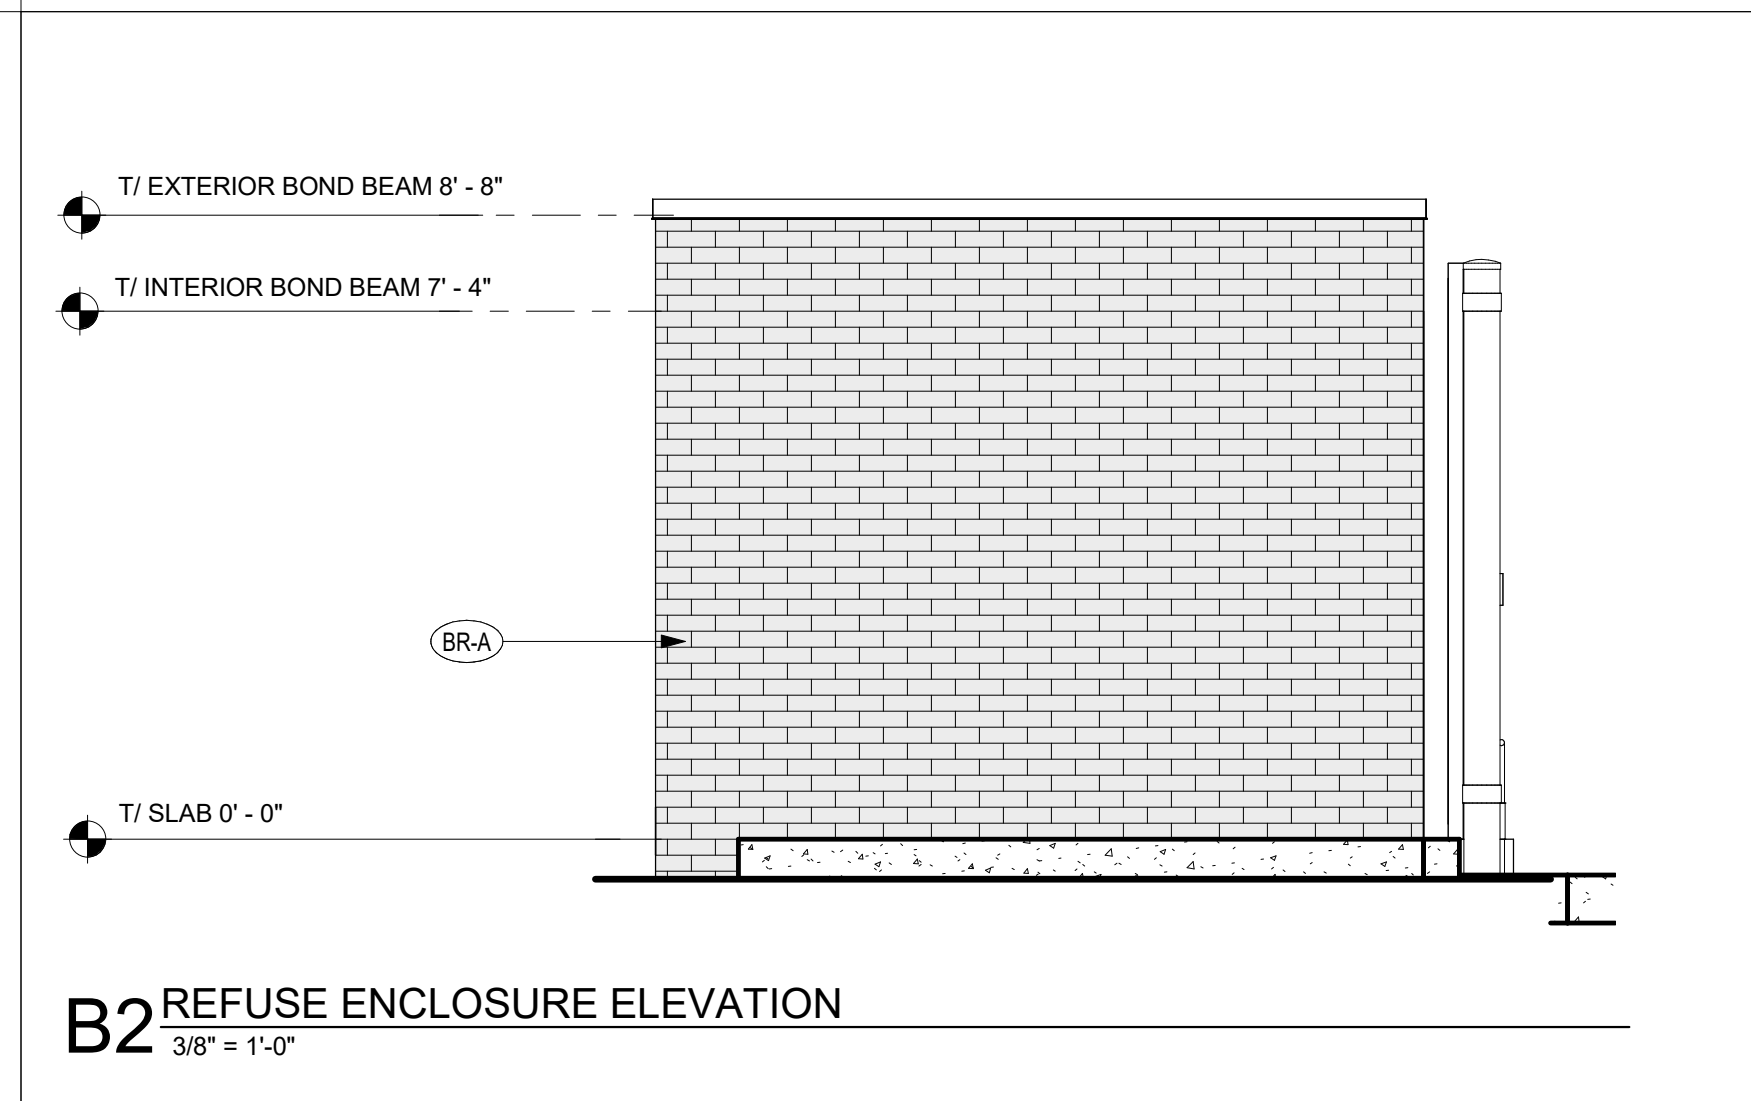 T/ EXTERIOR BOND BEAM 8' - 8"
T/ INTERIOR BOND BEAM 7' - 4"
BR-A
T/ SLAB 0' - 0"
B2 REFUSE ENCLOSURE ELEVATION
3/8" = 1'-0"